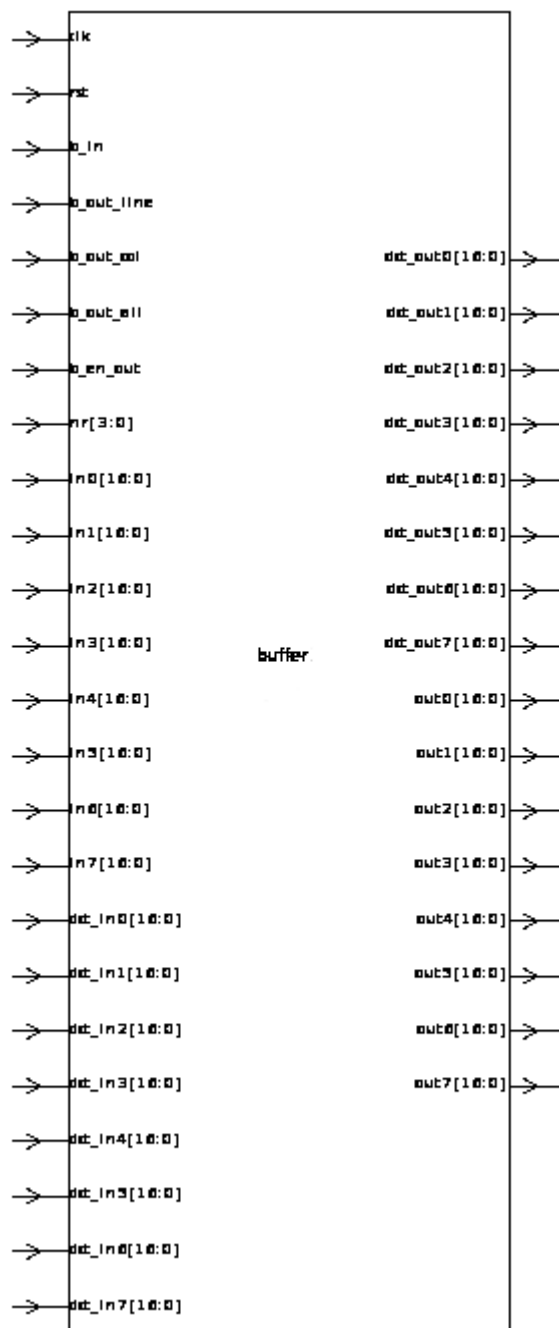 clk
rst
b_in
b_out_line
b_out_col
b_out_all
b_en_out
nr[3:0]
in0[16:0]
in1[16:0]
in2[16:0]
in3[16:0]
in4[16:0]
in5[16:0]
in6[16:0]
in7[16:0]
dct_in0[16:0]
dct_in1[16:0]
dct_in2[16:0]
dct_in3[16:0]
dct_in4[16:0]
dct_in5[16:0]
dct_in6[16:0]
dct_in7[16:0]
buffer
dct_out0[16:0]
dct_out1[16:0]
dct_out2[16:0]
dct_out3[16:0]
dct_out4[16:0]
dct_out5[16:0]
dct_out6[16:0]
dct_out7[16:0]
out0[16:0]
out1[16:0]
out2[16:0]
out3[16:0]
out4[16:0]
out5[16:0]
out6[16:0]
out7[16:0]